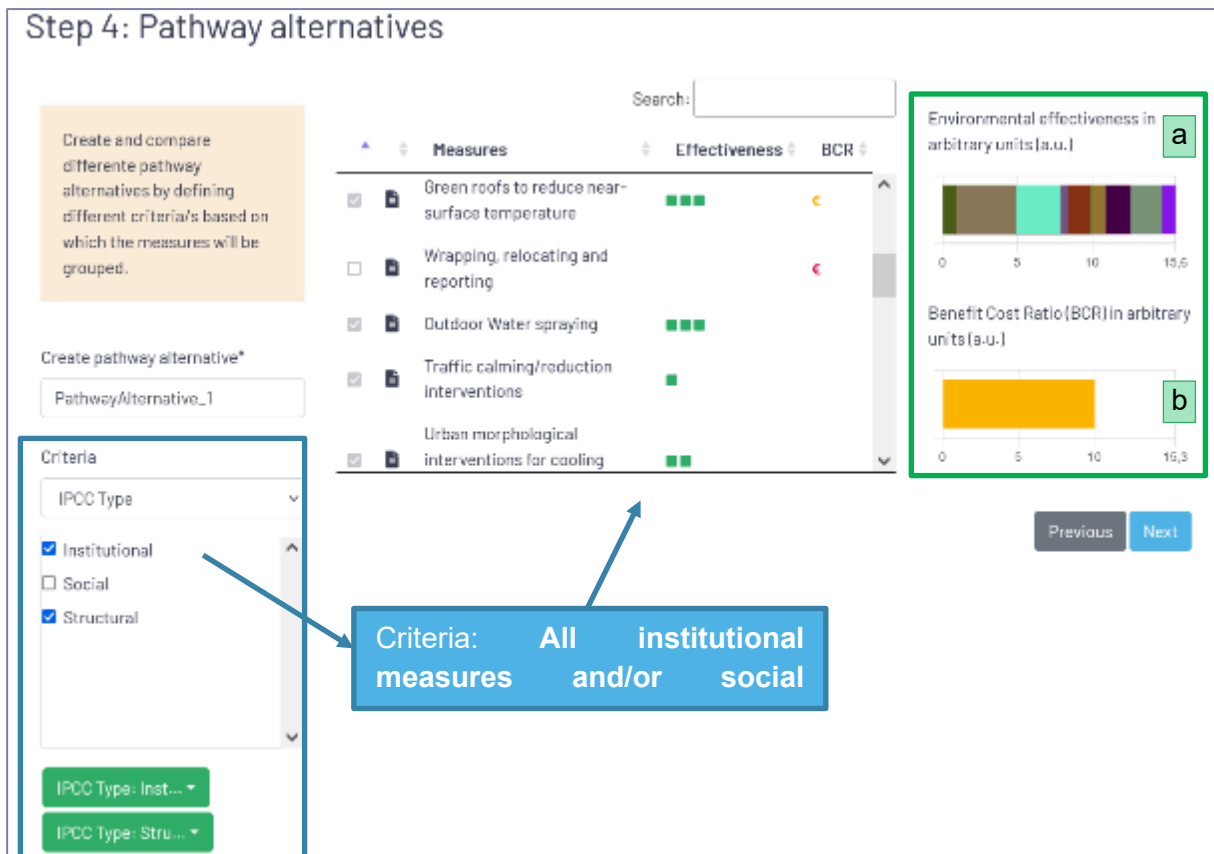 Step 4: Pathway alternatives
Create and compare
differente pathway
alternatives by defining
different criteria/s based on
which the measures will be
grouped.
Create pathway alternative*
PathwayAlternative_1
Criteria
IPCC Type
Institutional
Social
Structural
IPCC Type: Inst...
IPCC Type: Stru...
Search:
Measures Effectiveness BCR
Green roofs to reduce near-
surface temperature
€
Wrapping, relocating and
reporting
€
Outdoor Water spraying
Traffic calming/reduction
interventions
Urban morphological
interventions for cooling
Criteria: All institutional
measures and/or social
Environmental effectiveness in
arbitrary units (a.u.)
a
0 5 10 15,5
Benefit Cost Ratio (BCR) in arbitrary
units (a.u.)
b
0 5 10 15,3
Previous Next